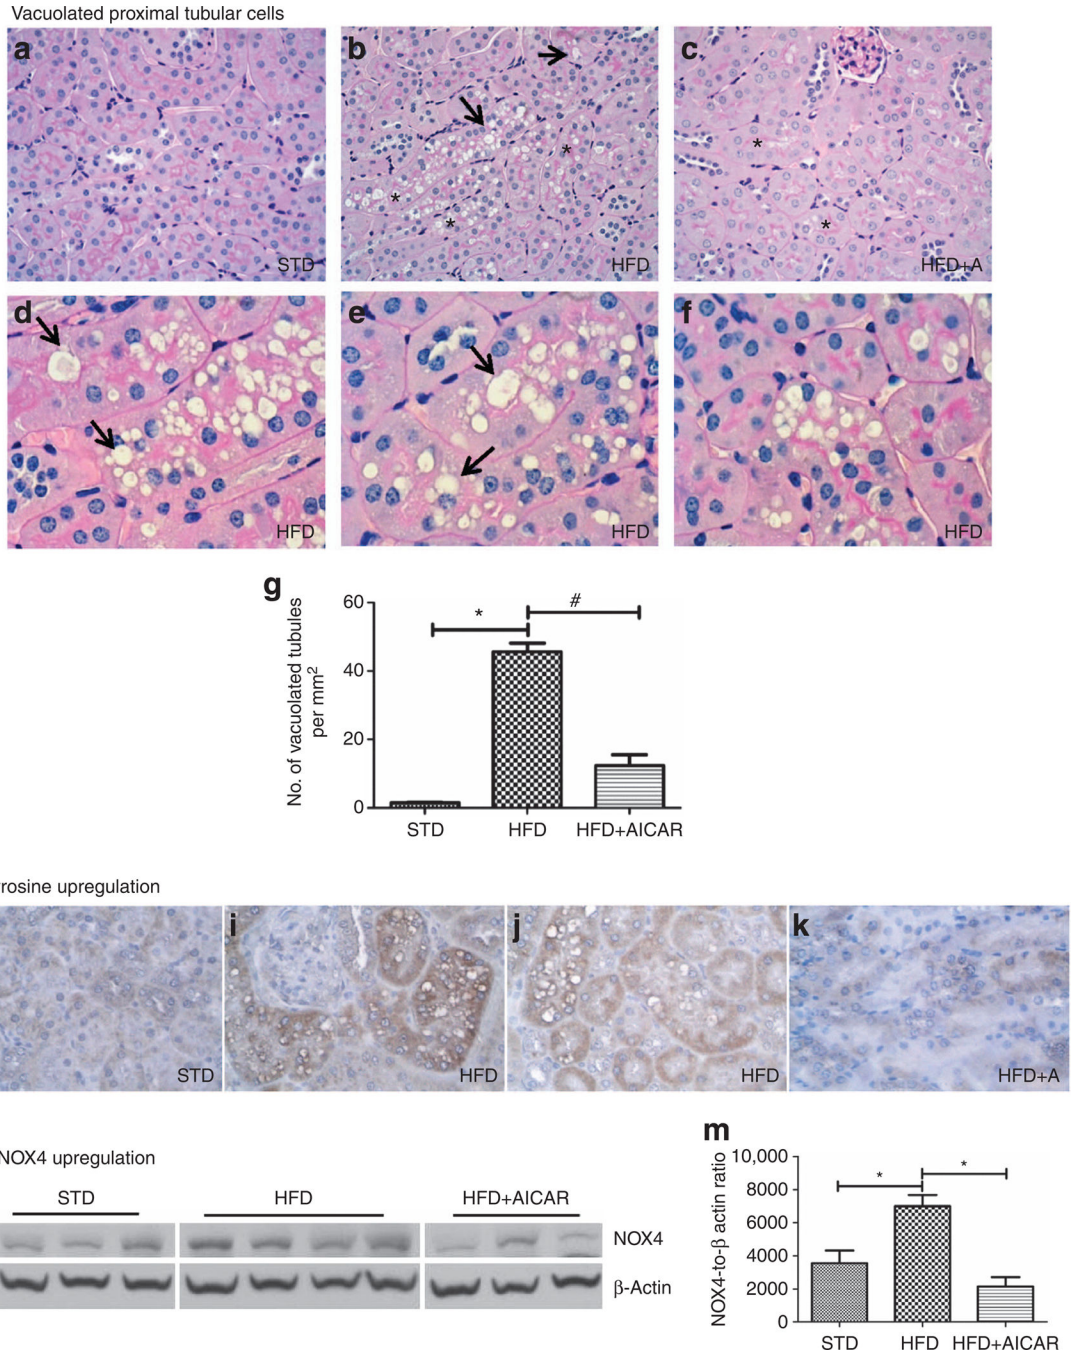 Vacuolated proximal tubular cells
a
b
c
*
*
*
*
*
STD
HFD
HFD+A
d
e
f
HFD
HFD
HFD
g
No. of vacuolated tubules
per mm²
60
40
20
0
*
#
STD
HFD
HFD+AICAR
rosine upregulation
i
j
k
STD
HFD
HFD
HFD+A
NOX4 upregulation
STD
HFD
HFD+AICAR
NOX4
β-Actin
m
NOX4-to-β actin ratio
10,000
8000
6000
4000
2000
0
*
*
STD
HFD
HFD+AICAR